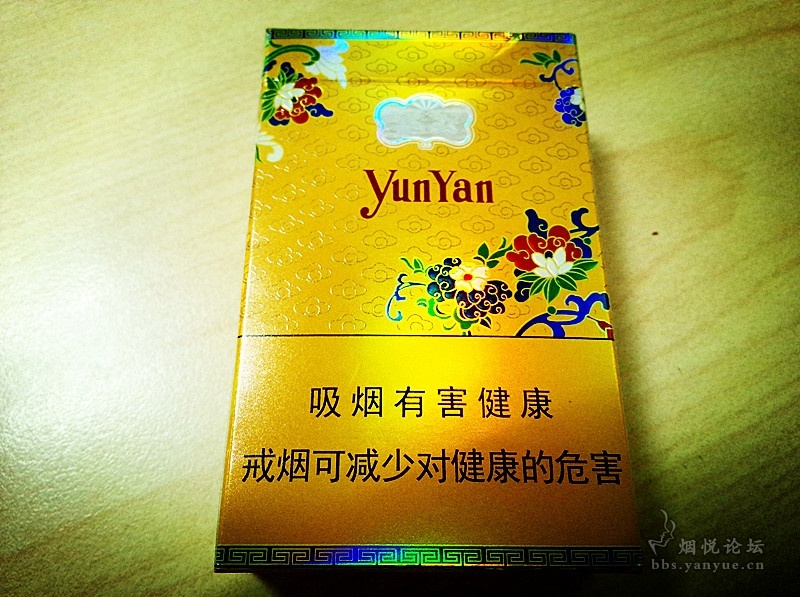 YunYan
吸烟有害健康
戒烟可减少对健康的危害
烟悦论坛
bbs.yanyue.cn